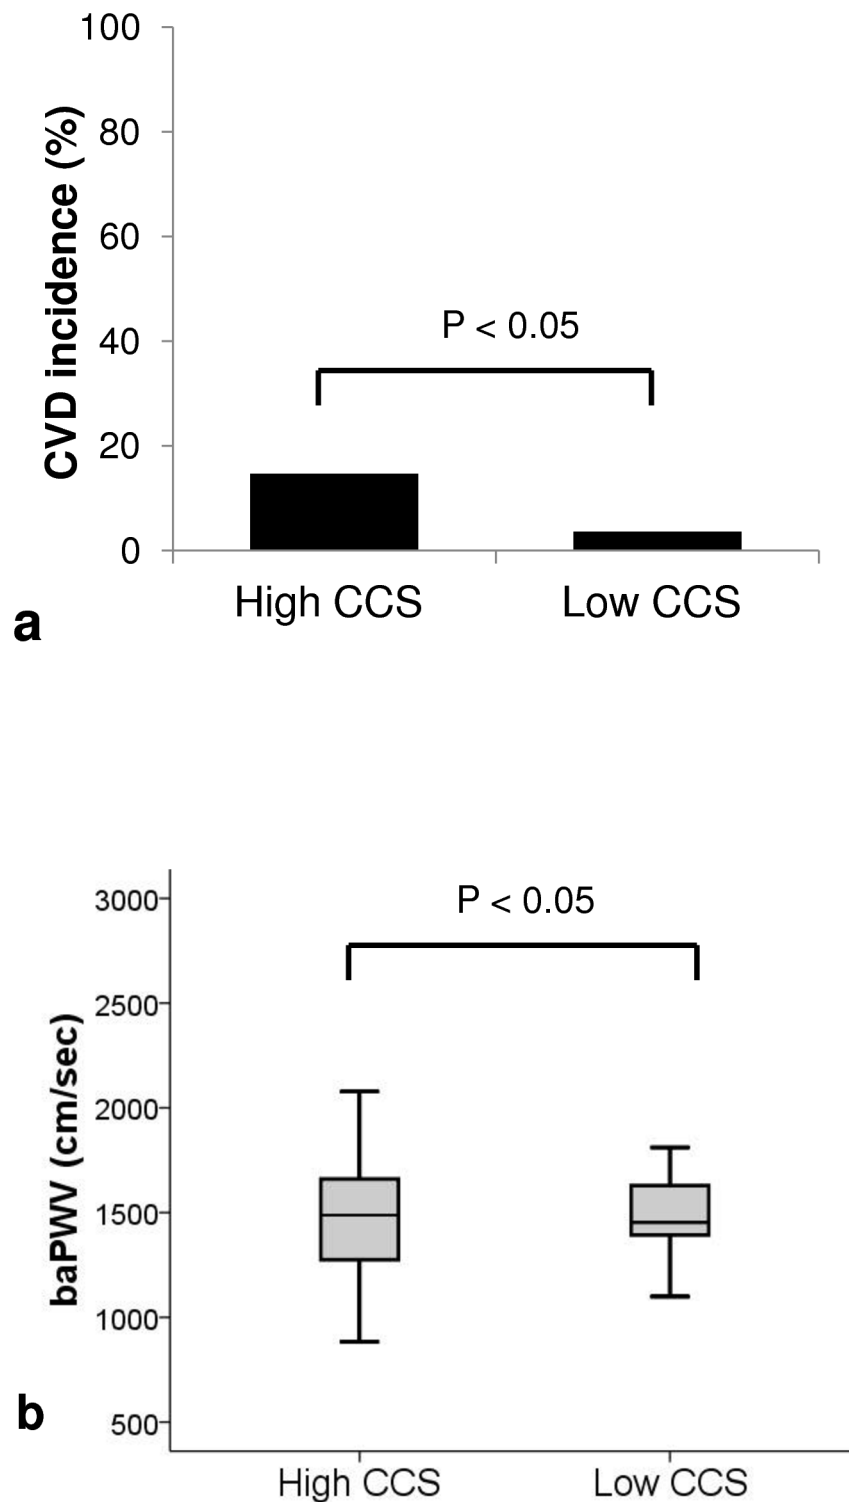 100
80
60
40
20
0
CVD incidence (%)
P < 0.05
High CCS
Low CCS
a
3000
2500
2000
1500
1000
500
baPWV (cm/sec)
P < 0.05
High CCS
Low CCS
b